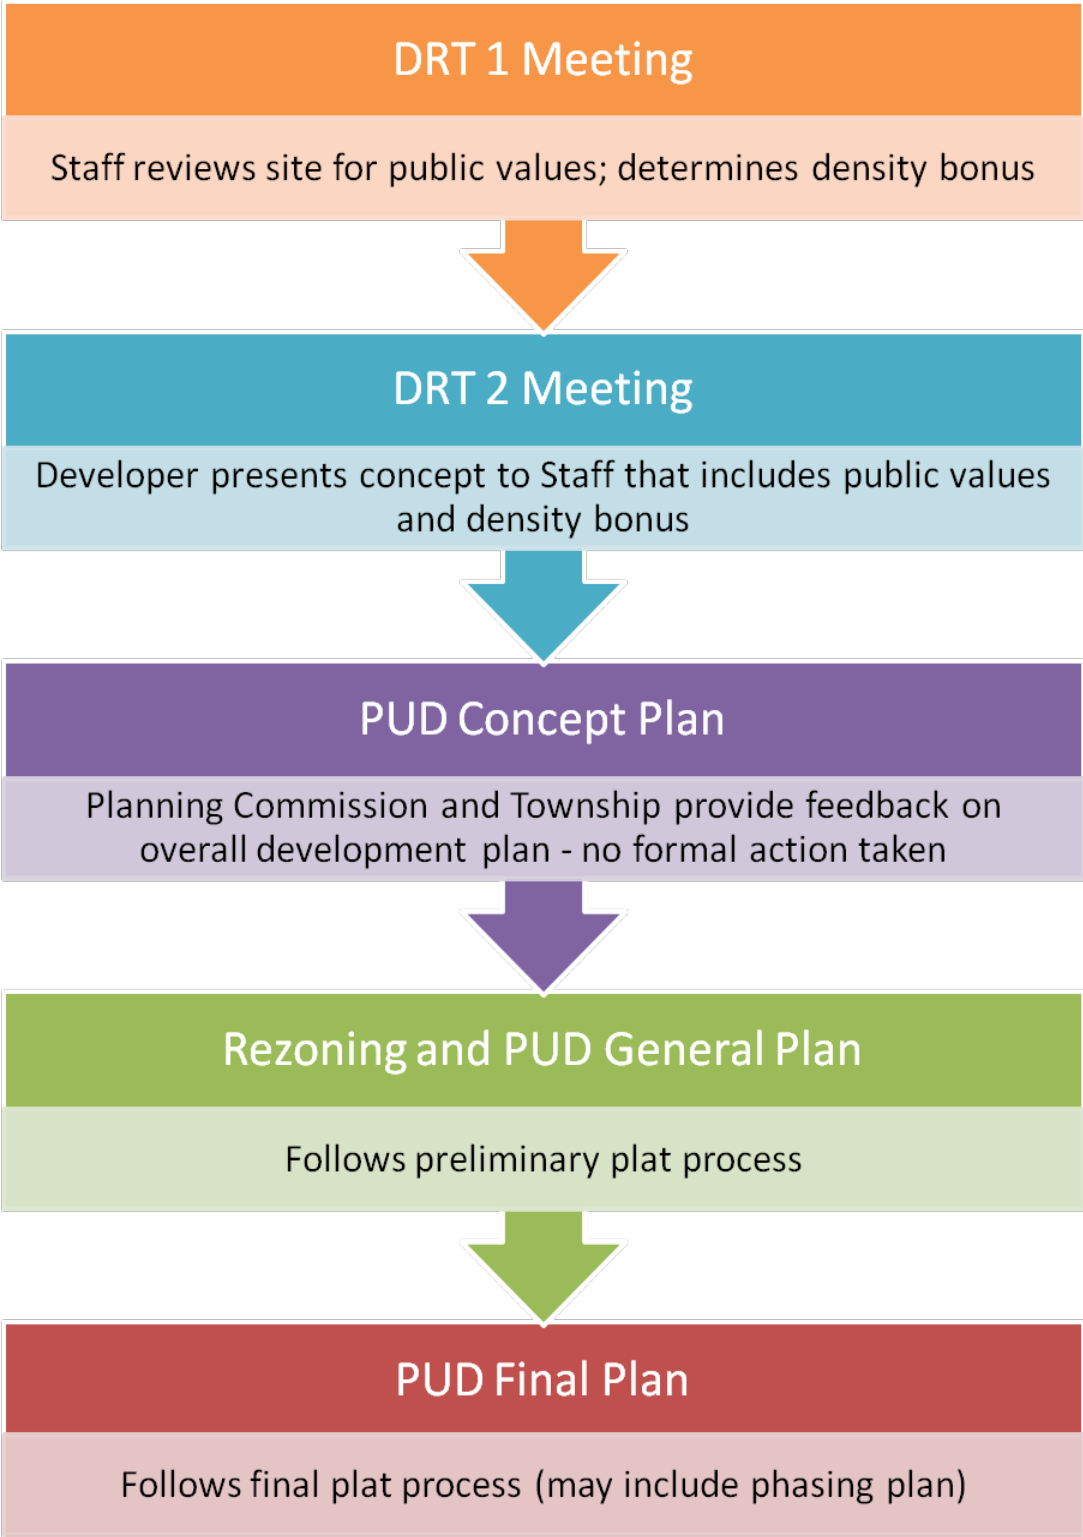 DRT 1 Meeting
Staff reviews site for public values; determines density bonus
DRT 2 Meeting
Developer presents concept to Staff that includes public values
and density bonus
PUD Concept Plan
Planning Commission and Township provide feedback on
overall development plan - no formal action taken
Rezoning and PUD General Plan
Follows preliminary plat process
PUD Final Plan
Follows final plat process (may include phasing plan)